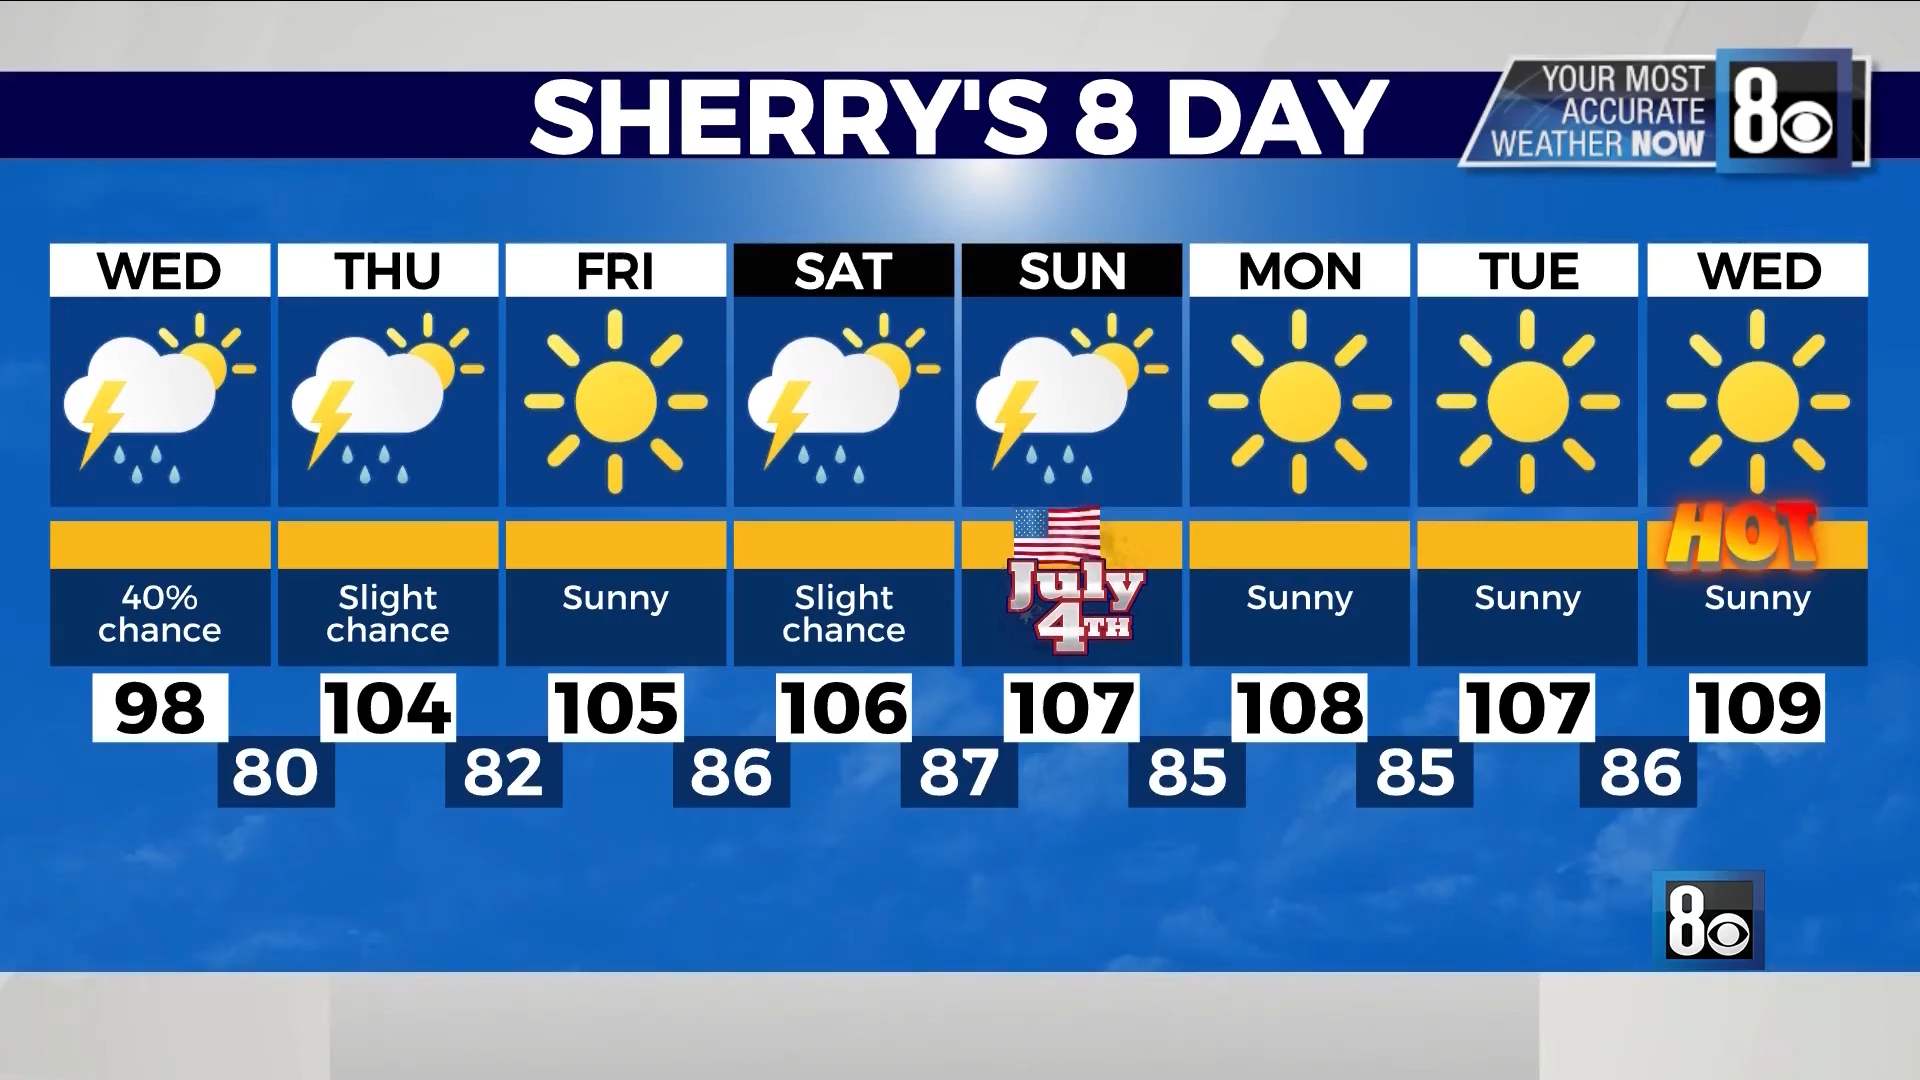 SHERRY'S 8 DAY
YOUR MOST
ACCURATE
WEATHER NOW
8
WED THU FRI SAT SUN MON TUE WED
HOT
40%
chance
Slight
chance
Sunny
Slight
chance
July
4TH
Sunny
Sunny
Sunny
98 104 105 106 107 108 107 109
80 82 86 87 85 85 86
8